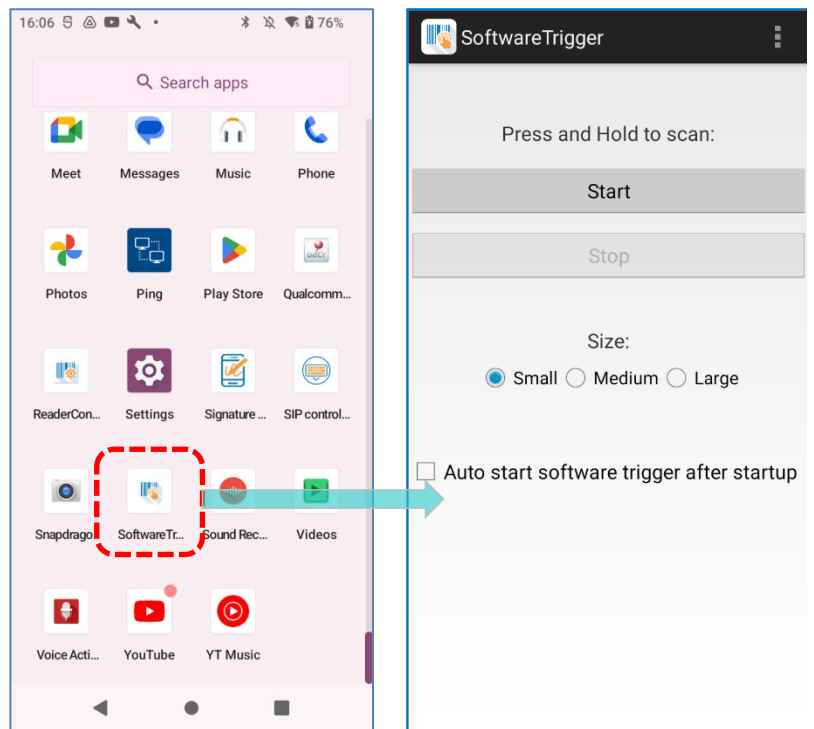 16:06
76%
Search apps
Meet Messages Music Phone
Photos Ping Play Store Qualcomm...
ReaderCon... Settings Signature ... SIP control...
Snapdrago SoftwareTr... Sound Rec... Videos
Voice Acti... YouTube YT Music
SoftwareTrigger
Press and Hold to scan:
Start
Stop
Size:
Small Medium Large
Auto start software trigger after startup